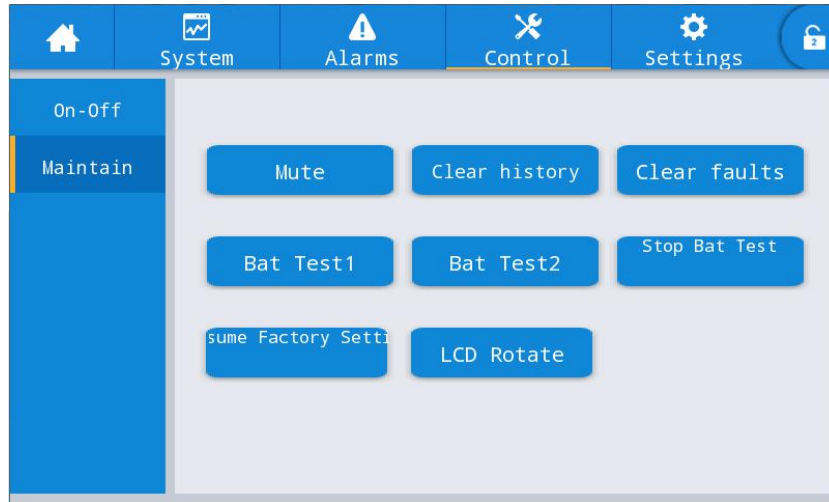 System
Alarms
Control
Settings
2
On-Off
Maintain
Mute
Clear history
Clear faults
Bat Test1
Bat Test2
Stop Bat Test
sume Factory Setti
LCD Rotate